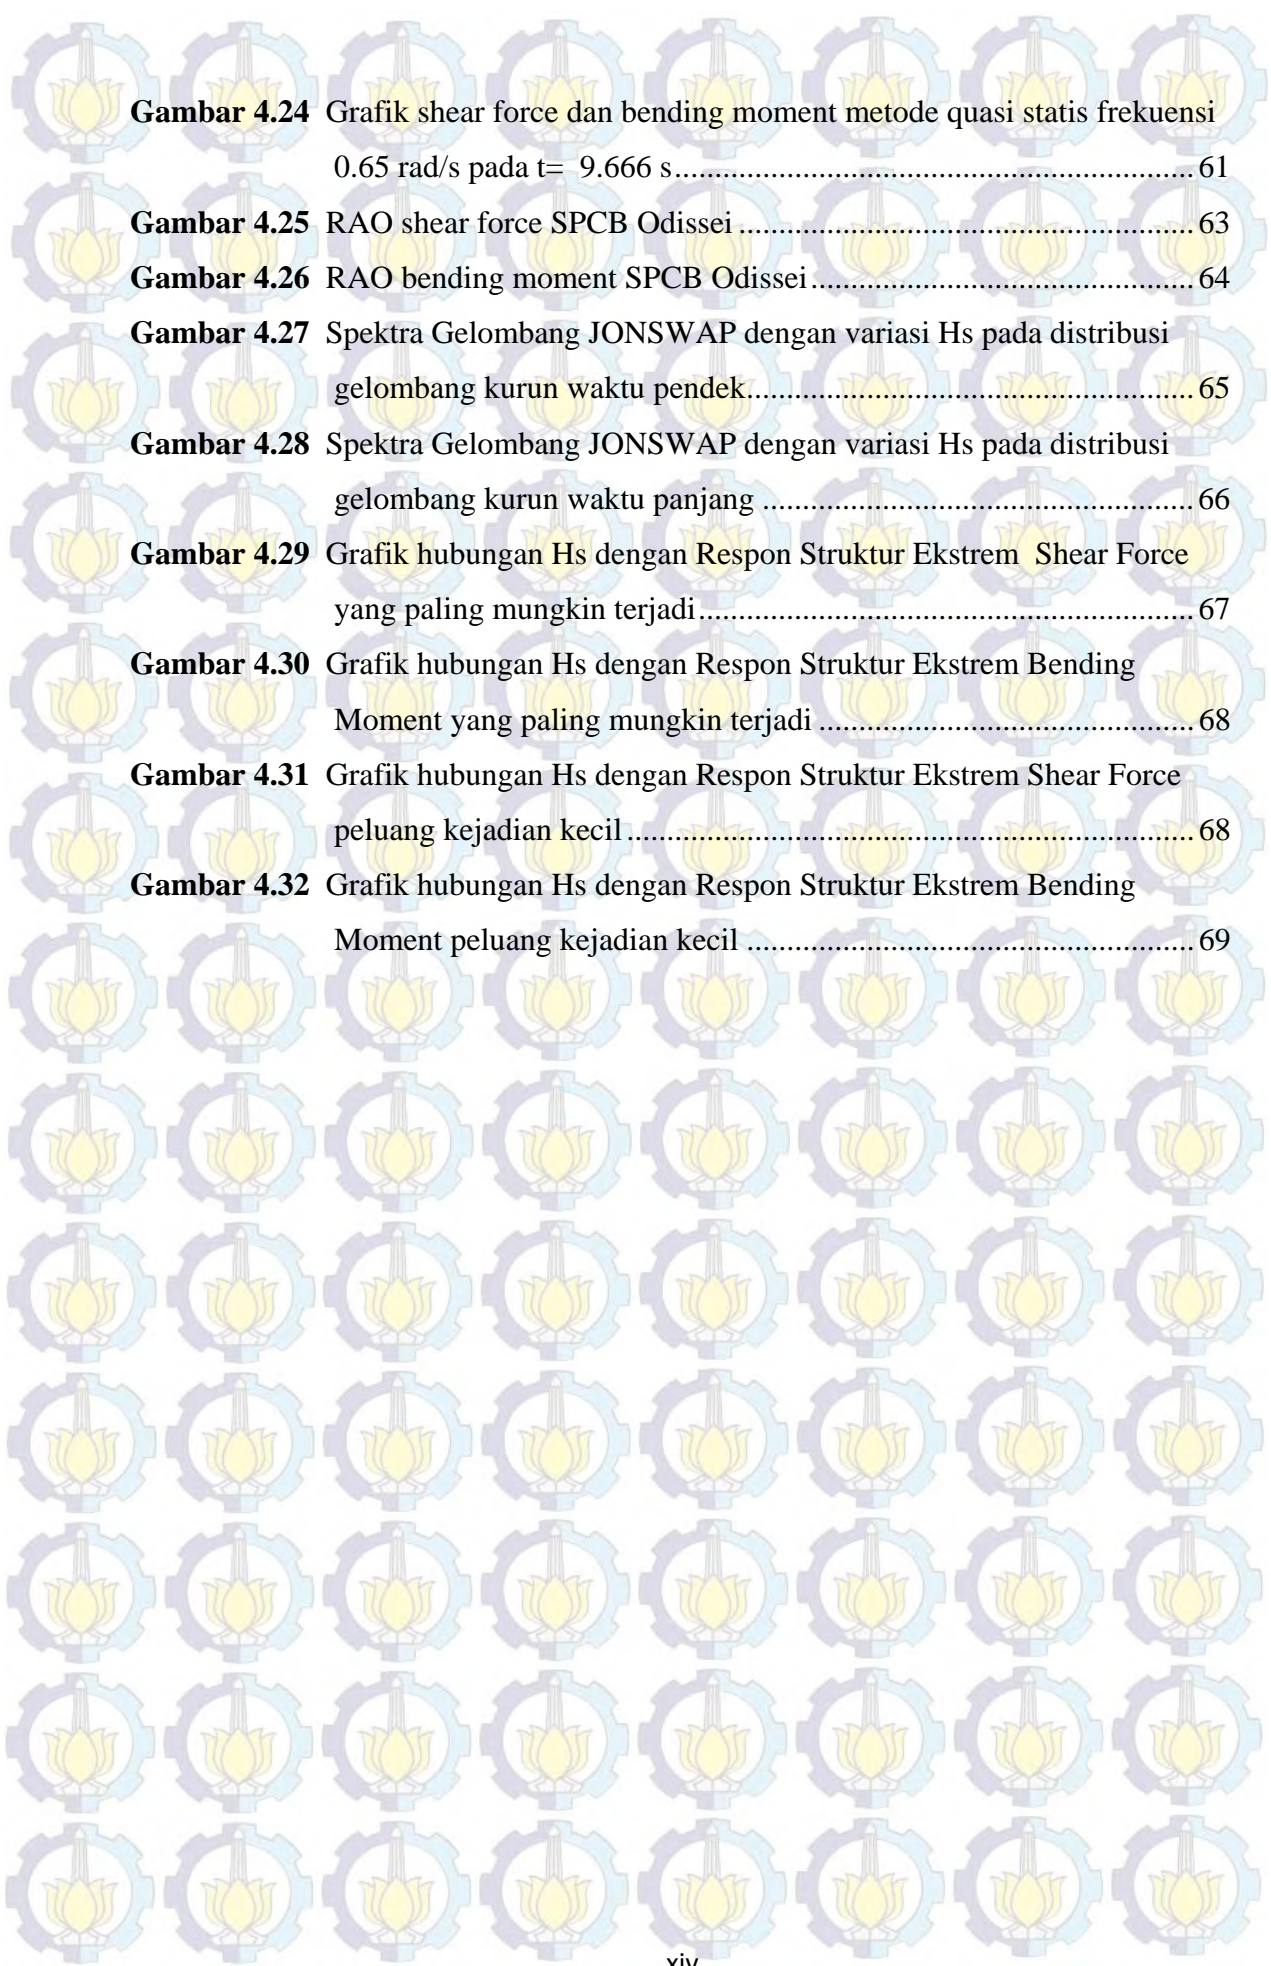 Gambar 4.24 Grafik shear force dan bending moment metode quasi statis frekuensi
0.65 rad/s pada t= 9.666 s.................................................................. 61
Gambar 4.25 RAO shear force SPCB Odissei .......................................................... 63
Gambar 4.26 RAO bending moment SPCB Odissei ................................................. 64
Gambar 4.27 Spektra Gelombang JONSWAP dengan variasi Hs pada distribusi
gelombang kurun waktu pendek......................................................... 65
Gambar 4.28 Spektra Gelombang JONSWAP dengan variasi Hs pada distribusi
gelombang kurun waktu panjang ....................................................... 66
Gambar 4.29 Grafik hubungan Hs dengan Respon Struktur Ekstrem Shear Force
yang paling mungkin terjadi............................................................... 67
Gambar 4.30 Grafik hubungan Hs dengan Respon Struktur Ekstrem Bending
Moment yang paling mungkin terjadi ................................................ 68
Gambar 4.31 Grafik hubungan Hs dengan Respon Struktur Ekstrem Shear Force
peluang kejadian kecil ........................................................................ 68
Gambar 4.32 Grafik hubungan Hs dengan Respon Struktur Ekstrem Bending
Moment peluang kejadian kecil ......................................................... 69
xiv